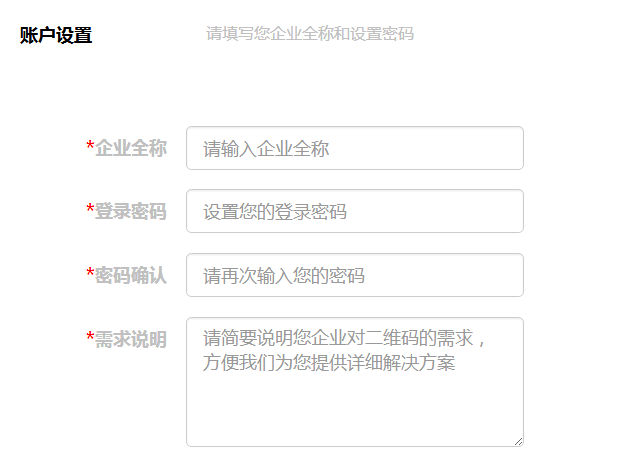 账户设置 请填写您企业全称和设置密码
*企业全称 请输入企业全称
*登录密码 设置您的登录密码
*密码确认 请再次输入您的密码
*需求说明 请简要说明您企业对二维码的需求，
方便我们为您提供详细解决方案